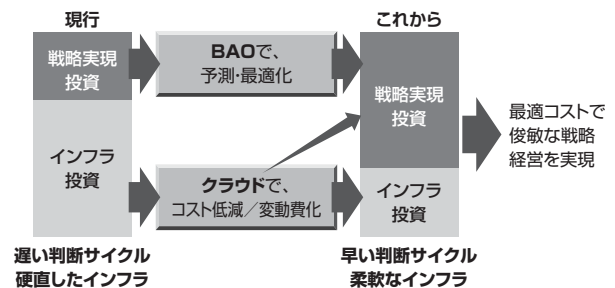 現行
戦略実現
投資
インフラ
投資
遅い判断サイクル
硬直したインフラ
BAOで、
予測・最適化
クラウドで、
コスト低減／変動費化
これから
戦略実現
投資
インフラ
投資
早い判断サイクル
柔軟なインフラ
最適コストで
俊敏な戦略
経営を実現